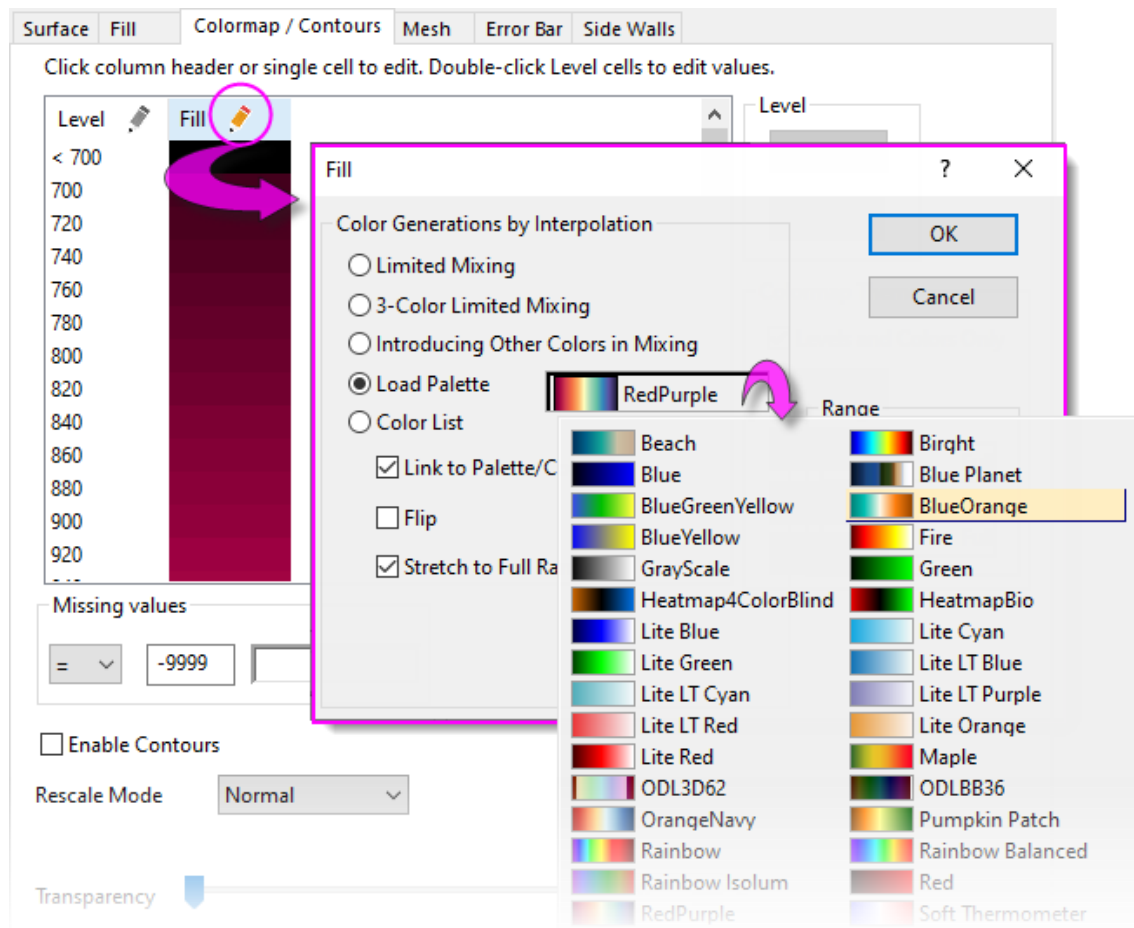 Surface Fill Colormap / Contours Mesh Error Bar Side Walls
Click column header or single cell to edit. Double-click Level cells to edit values.
Level Fill
Level
< 700
700
720
740
760
780
800
820
840
860
880
900
920
Fill ? X
Color Generations by Interpolation
OK
Limited Mixing
Cancel
3-Color Limited Mixing
Introducing Other Colors in Mixing
Load Palette RedPurple
Range
Color List
Link to Palette/C
Flip
Stretch to Full Ra
Beach Birght
Blue Blue Planet
BlueGreenYellow BlueOrange
BlueYellow Fire
GrayScale Green
Heatmap4ColorBlind HeatmapBio
Lite Blue Lite Cyan
Lite Green Lite LT Blue
Lite LT Cyan Lite LT Purple
Lite LT Red Lite Orange
Lite Red Maple
ODL3D62 ODLBB36
OrangeNavy Pumpkin Patch
Rainbow Rainbow Balanced
Rainbow Isolum Red
RedPurple Soft Thermometer
Missing values
= -9999
Enable Contours
Rescale Mode Normal
Transparency